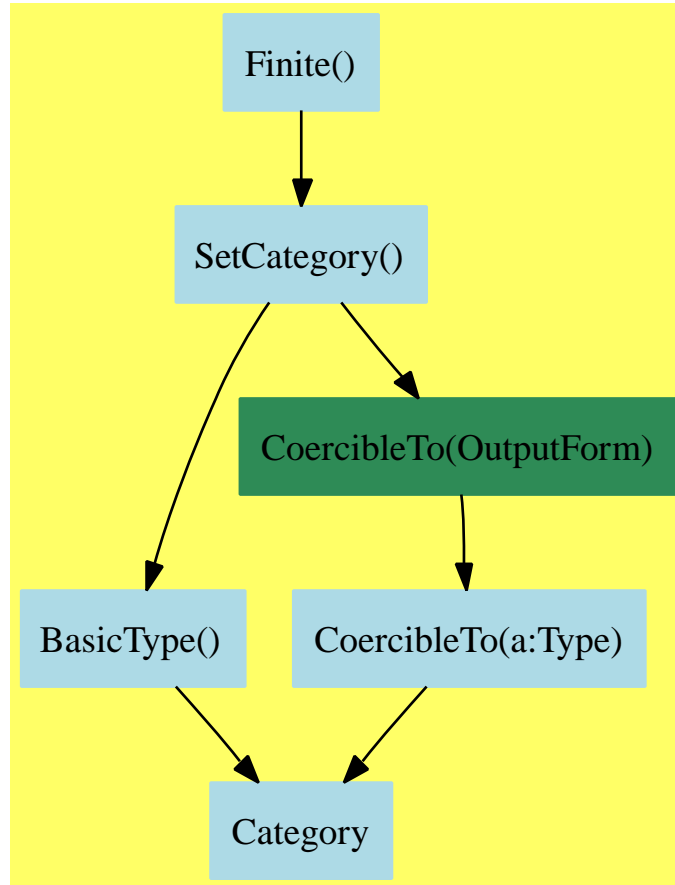 Finite()
SetCategory()
CoercibleTo(OutputForm)
BasicType()
CoercibleTo(a:Type)
Category